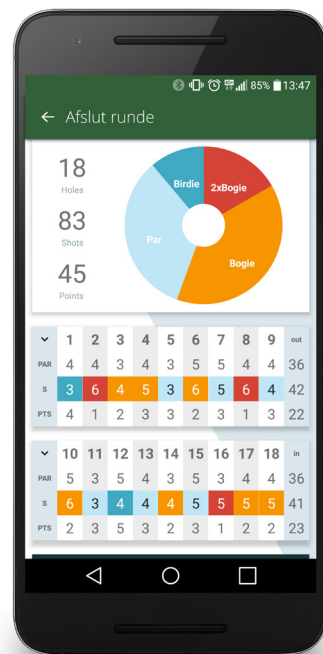 85% 13:47
Afslut runde
18
Holes
83
Shots
45
Points
Birdie 2xBogie
Par
Bogie
1 2 3 4 5 6 7 8 9 out
PAR 4 4 3 4 3 5 5 4 4 36
S 3 6 4 5 3 6 5 6 4 42
PTS 4 1 2 3 3 2 3 1 3 22
10 11 12 13 14 15 16 17 18 in
PAR 5 3 5 4 3 5 3 4 4 36
S 6 3 4 4 4 5 5 5 5 41
PTS 2 3 5 3 2 3 1 2 2 23